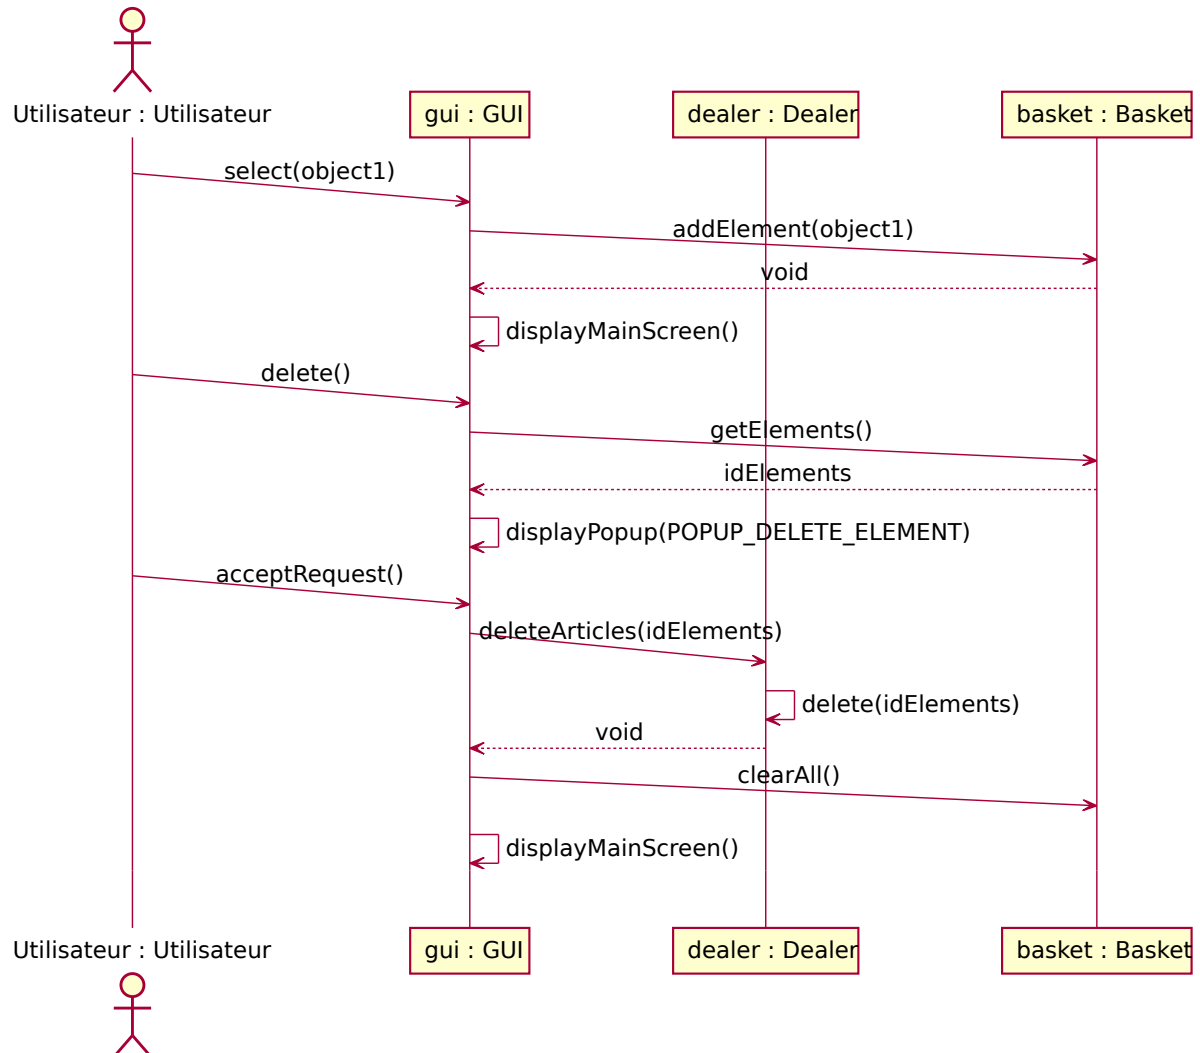 Utilisateur : Utilisateur
gui : GUI
dealer : Dealer
basket : Basket
select(object1)
addElement(object1)
void
displayMainScreen()
delete()
getElements()
idElements
displayPopup(POPUP_DELETE_ELEMENT)
acceptRequest()
deleteArticles(idElements)
delete(idElements)
void
clearAll()
displayMainScreen()
Utilisateur : Utilisateur
gui : GUI
dealer : Dealer
basket : Basket